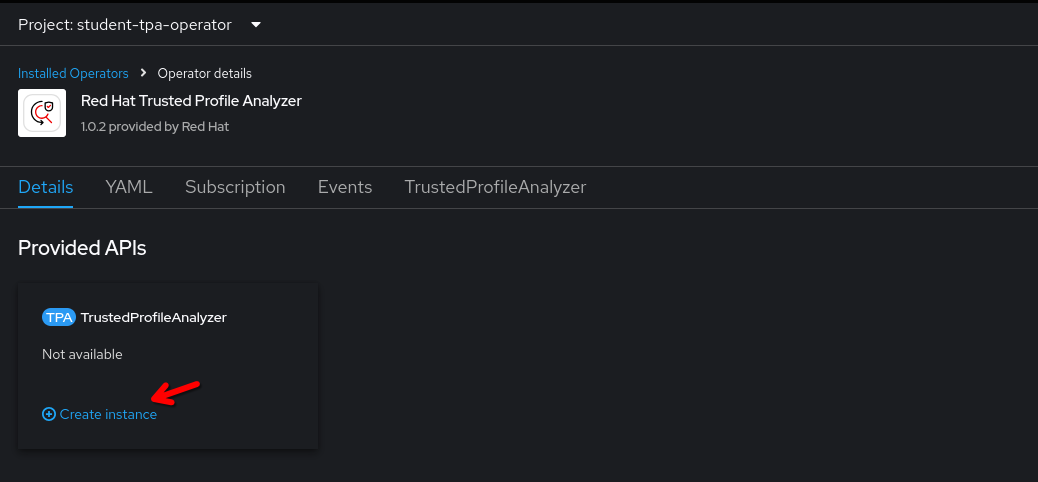 Project: student-tpa-operator
Installed Operators Operator details
Red Hat Trusted Profile Analyzer
1.0.2 provided by Red Hat
Details YAML Subscription Events TrustedProfileAnalyzer
Provided APIs
TPA TrustedProfileAnalyzer
Not available
Create instance